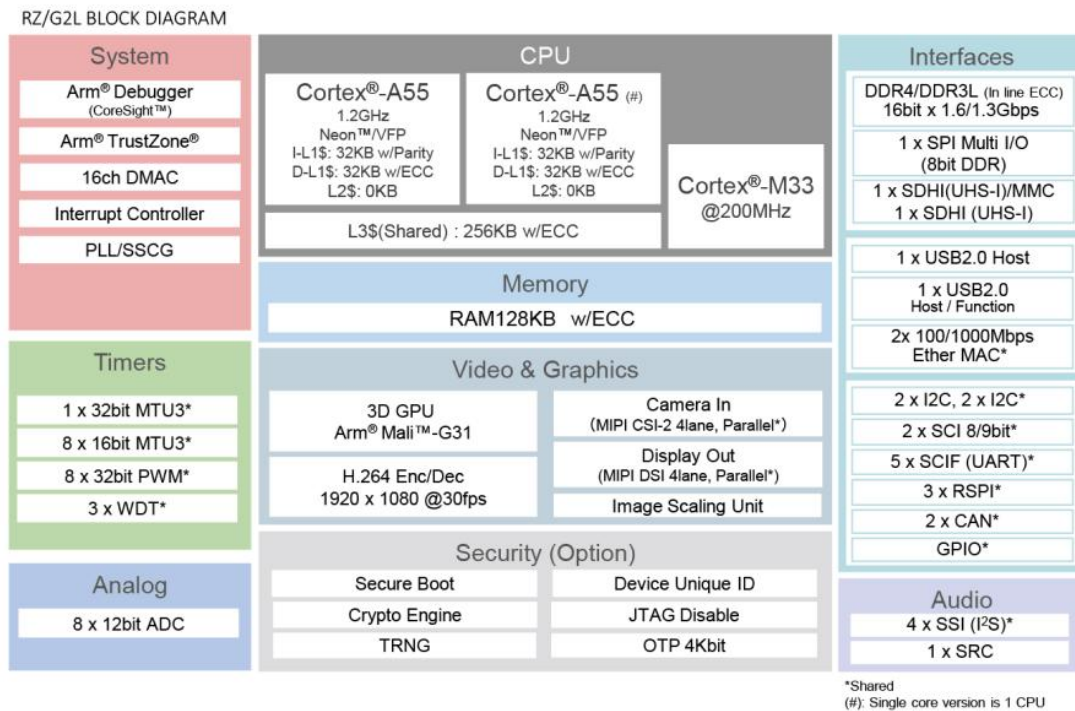 RZ/G2L BLOCK DIAGRAM
System
Arm® Debugger
(CoreSight™)
Arm® TrustZone®
16ch DMAC
Interrupt Controller
PLL/SSCG
Timers
1 x 32bit MTU3*
8 x 16bit MTU3*
8 x 32bit PWM*
3 x WDT*
Analog
8 x 12bit ADC
CPU
Cortex®-A55
1.2GHz
Neon™/VFP
I-L1$: 32KB w/Parity
D-L1$: 32KB w/ECC
L2$: 0KB
Cortex®-A55 (#)
1.2GHz
Neon™/VFP
I-L1$: 32KB w/Parity
D-L1$: 32KB w/ECC
L2$: 0KB
L3$(Shared) : 256KB w/ECC
Cortex®-M33
@200MHz
Memory
RAM128KB w/ECC
Video & Graphics
3D GPU
Arm® Mali™-G31
H.264 Enc/Dec
1920 x 1080 @30fps
Camera In
(MIPI CSI-2 4lane, Parallel*)
Display Out
(MIPI DSI 4lane, Parallel*)
Image Scaling Unit
Security (Option)
Secure Boot
Crypto Engine
TRNG
Device Unique ID
JTAG Disable
OTP 4Kbit
Interfaces
DDR4/DDR3L (In line ECC)
16bit x 1.6/1.3Gbps
1 x SPI Multi I/O
(8bit DDR)
1 x SDHI(UHS-I)/MMC
1 x SDHI (UHS-I)
1 x USB2.0 Host
1 x USB2.0
Host / Function
2x 100/1000Mbps
Ether MAC*
2 x I2C, 2 x I2C*
2 x SCI 8/9bit*
5 x SCIF (UART)*
3 x RSPI*
2 x CAN*
GPIO*
Audio
4 x SSI (I²S)*
1 x SRC
*Shared
(#): Single core version is 1 CPU